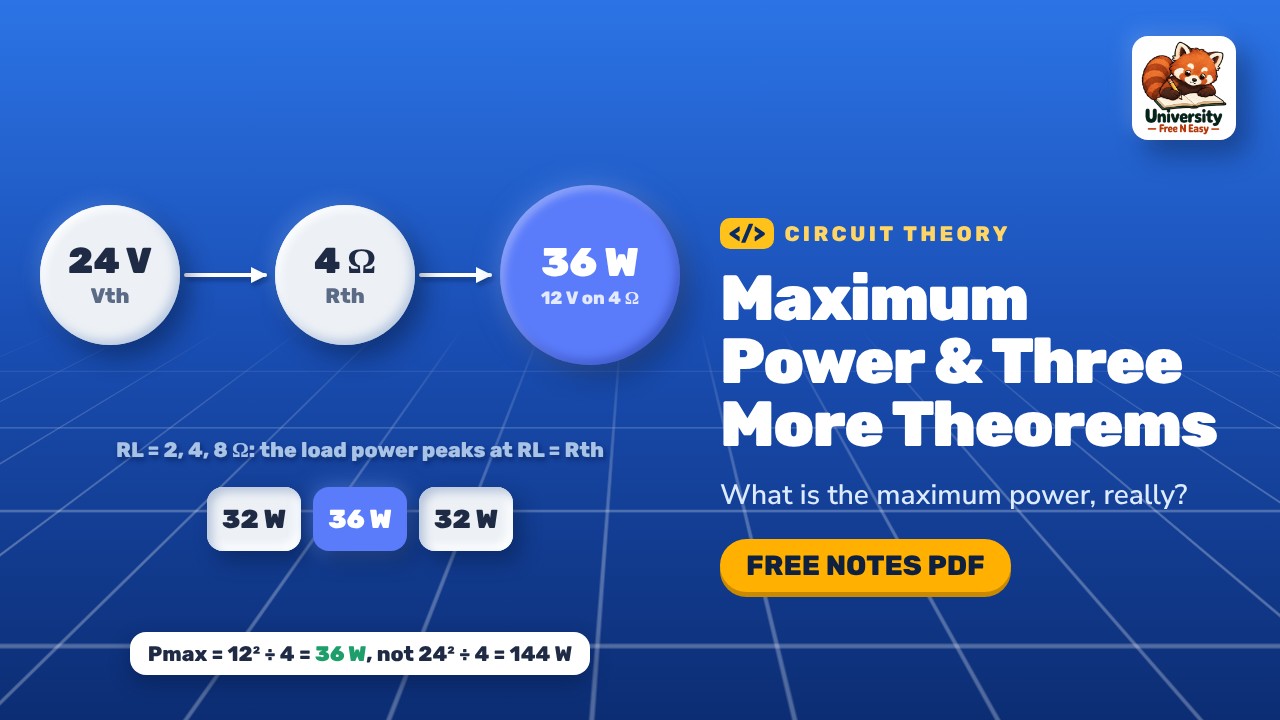 University
Free N Easy
24 V
Vth
4 Ω
Rth
36 W
12 V on 4 Ω
RL = 2, 4, 8 Ω: the load power peaks at RL = Rth
32 W
36 W
32 W
Pmax = 12² ÷ 4 = 36 W, not 24² ÷ 4 = 144 W
</> CIRCUIT THEORY
Maximum
Power & Three
More Theorems
What is the maximum power, really?
FREE NOTES PDF